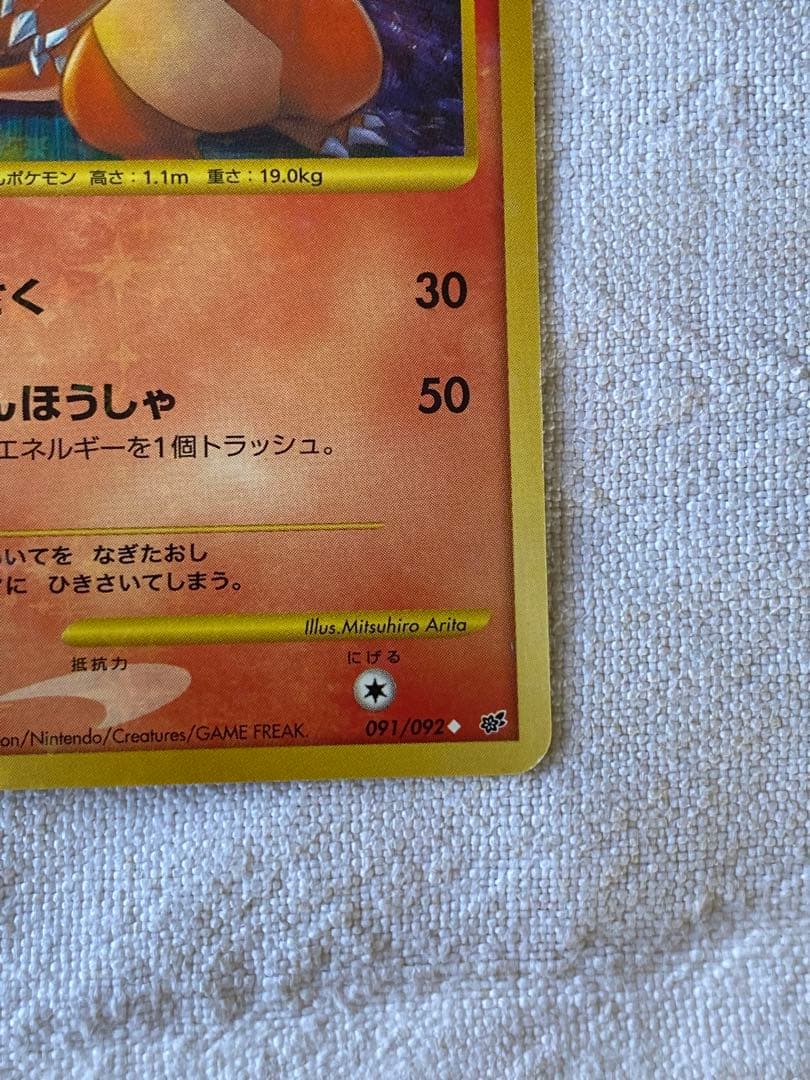 ポケモン 高さ：1.1m 重さ：19.0kg
く 30
んほうしゃ 50
エネルギーを1個トラッシュ。
いてを なぎたおし
に ひきさいてしまう。
Illus.Mitsuhiro Arita
抵抗力 にげる
on/Nintendo/Creatures/GAME FREAK. 091/092